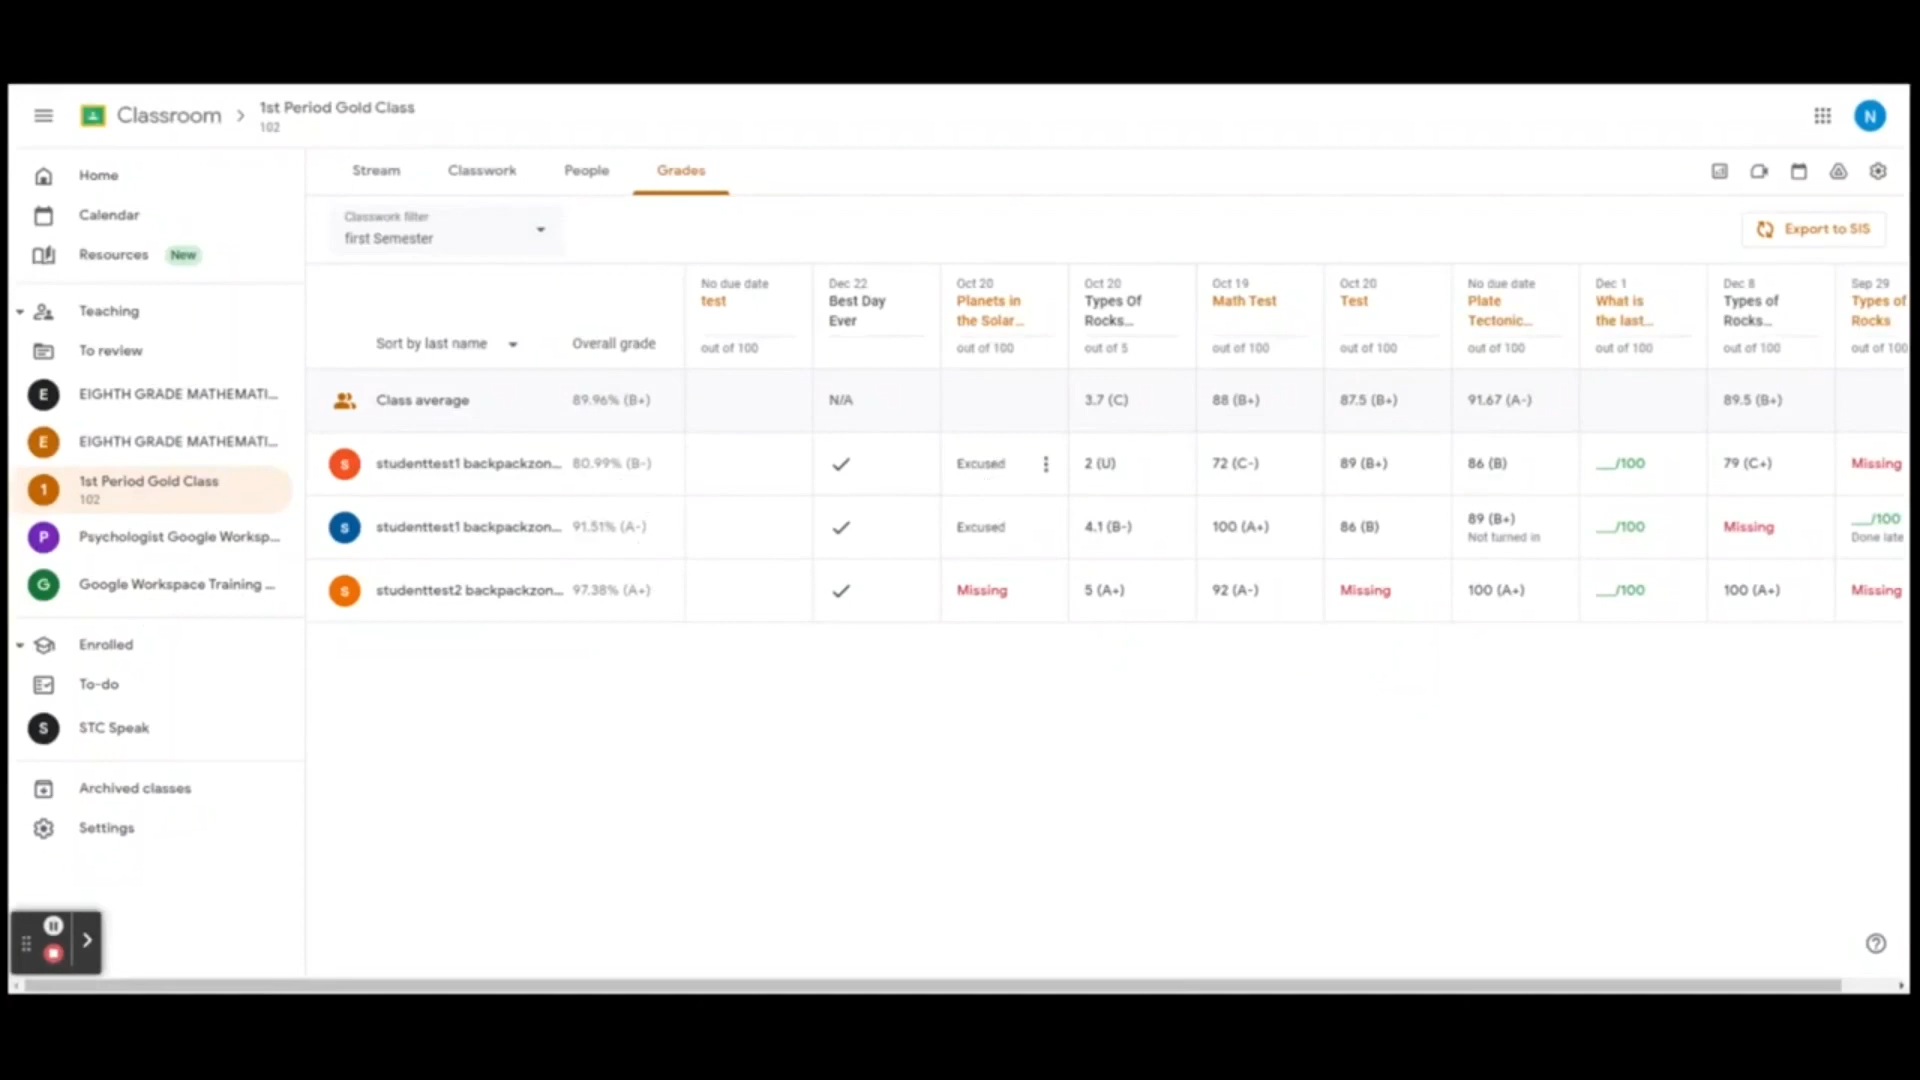 Classroom
1st Period Gold Class
102
N
Home
Calendar
Resources New
Teaching
To review
E EIGHTH GRADE MATHEMATI...
E EIGHTH GRADE MATHEMATI...
1 1st Period Gold Class
102
P Psychologist Google Worksp...
G Google Workspace Training ...
Enrolled
To-do
S STC Speak
Archived classes
Settings
Stream Classwork People Grades
Classwork filter
first Semester
Export to SIS
Sort by last name Overall grade
No due date
test
out of 100
Dec 22
Best Day
Ever
Oct 20
Planets in
the Solar...
out of 100
Oct 20
Types Of
Rocks...
out of 5
Oct 19
Math Test
out of 100
Oct 20
Test
out of 100
No due date
Plate
Tectonic...
out of 100
Dec 1
What is
the last...
out of 100
Dec 8
Types of
Rocks...
out of 100
Sep 29
Types of
Rocks
out of 100
Class average 89.96% (B+) N/A 3.7 (C) 88 (B+) 87.5 (B+) 91.67 (A-) 89.5 (B+)
S studenttest1 backpackzon... 80.99% (B-) Excused 2 (U) 72 (C-) 89 (B+) 86 (B) __/100 79 (C+) Missing
S studenttest1 backpackzon... 91.51% (A-) Excused 4.1 (B-) 100 (A+) 86 (B) 89 (B+) __/100 Missing __/100
Not turned in Done late
S studenttest2 backpackzon... 97.38% (A+) Missing 5 (A+) 92 (A-) Missing 100 (A+) __/100 100 (A+) Missing